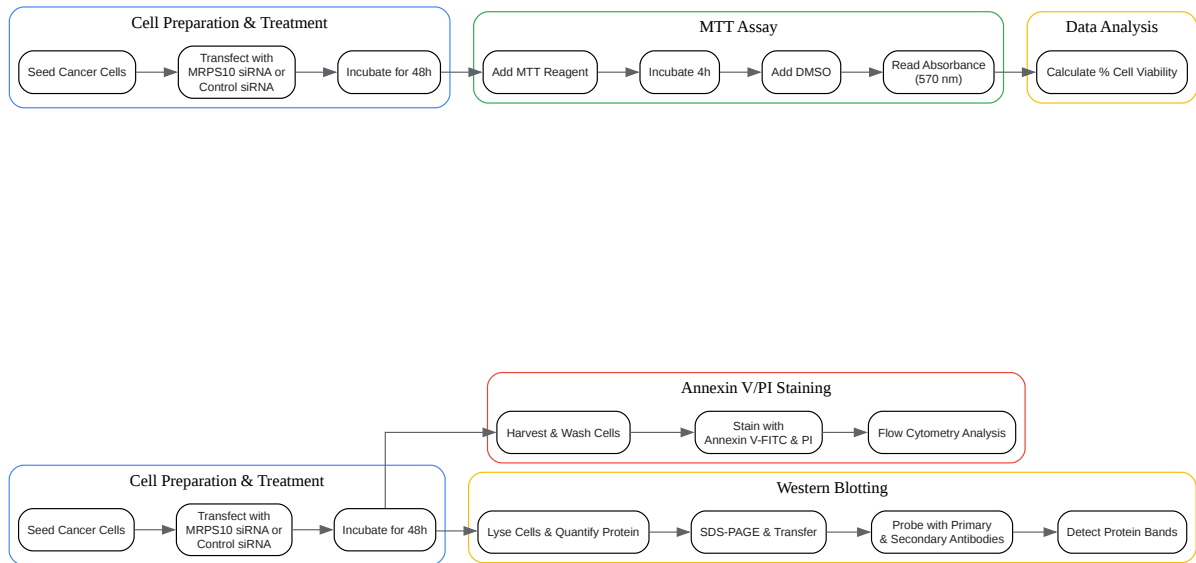 Cell Preparation & Treatment
Seed Cancer Cells
Transfect with
MRPS10 siRNA or
Control siRNA
Incubate for 48h
MTT Assay
Add MTT Reagent
Incubate 4h
Add DMSO
Read Absorbance
(570 nm)
Data Analysis
Calculate % Cell Viability
Annexin V/PI Staining
Harvest & Wash Cells
Stain with
Annexin V-FITC & PI
Flow Cytometry Analysis
Cell Preparation & Treatment
Seed Cancer Cells
Transfect with
MRPS10 siRNA or
Control siRNA
Incubate for 48h
Western Blotting
Lyse Cells & Quantify Protein
SDS-PAGE & Transfer
Probe with Primary
& Secondary Antibodies
Detect Protein Bands